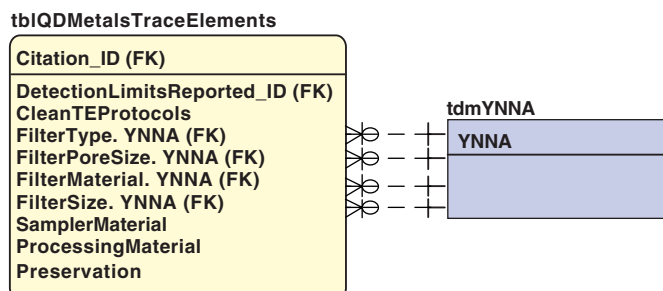 tblQDMetalsTraceElements
Citation_ID (FK)
DetectionLimitsReported_ID (FK)
CleanTEProtocols
FilterType. YNNA (FK)
FilterPoreSize. YNNA (FK)
FilterMaterial. YNNA (FK)
FilterSize. YNNA (FK)
SamplerMaterial
ProcessingMaterial
Preservation
tdmYNNA
YNNA